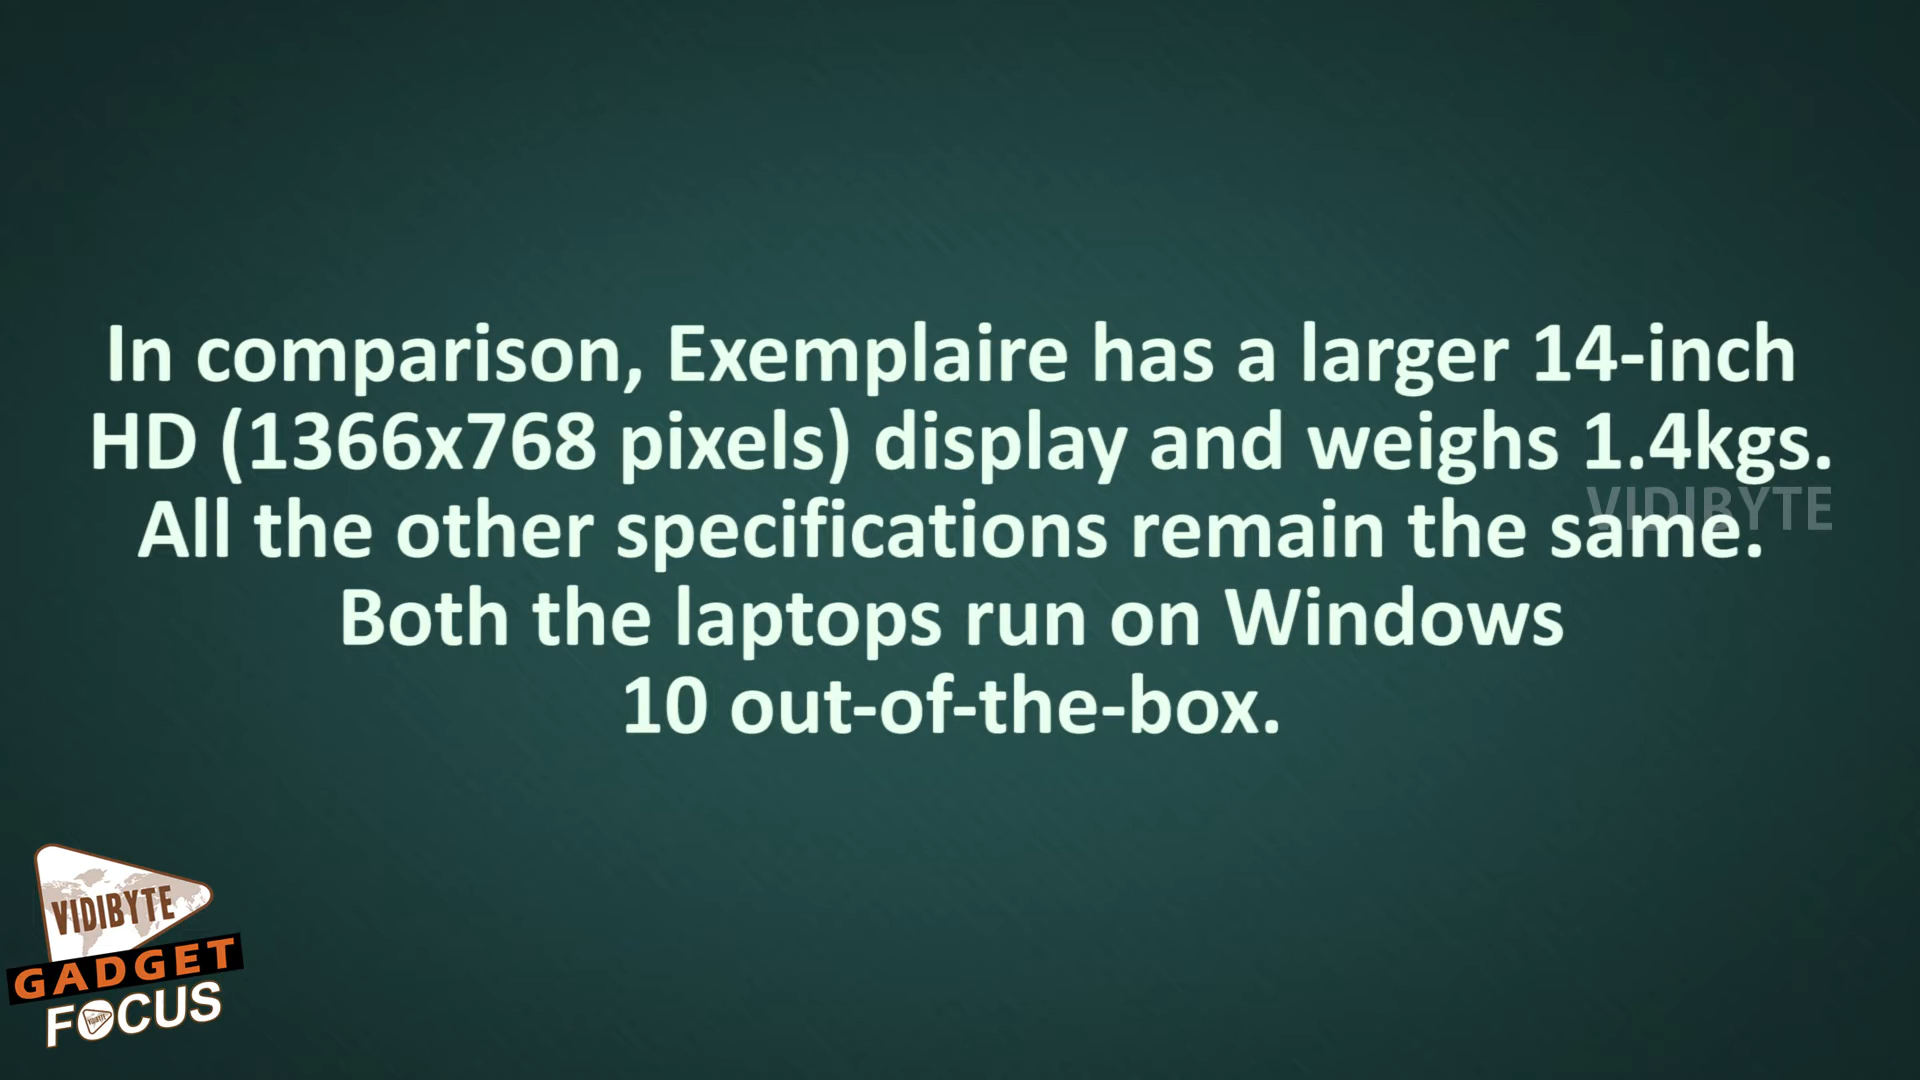 In comparison, Exemplaire has a larger 14-inch
HD (1366x768 pixels) display and weighs 1.4kgs.
VIDIBYTE
All the other specifications remain the same.
Both the laptops run on Windows
10 out-of-the-box.
VIDIBYTE
GADGET
FOCUS